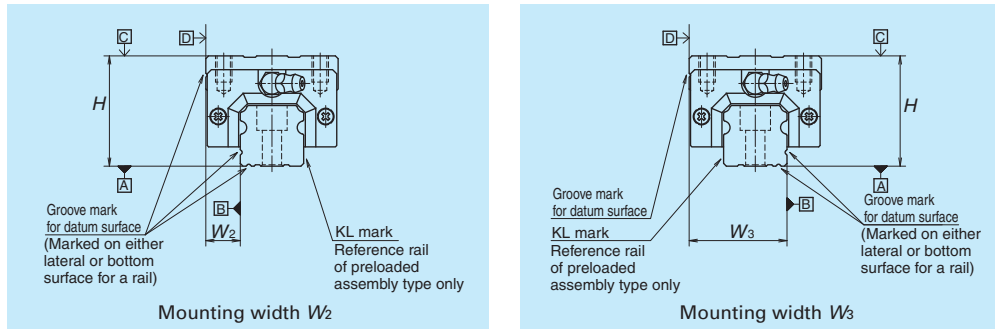 C
D
H
A
B
W2
Groove mark
for datum surface
(Marked on either
lateral or bottom
surface for a rail)
KL mark
Reference rail
of preloaded
assembly type only
Mounting width W2
D
C
H
A
B
W3
Groove mark
for datum surface
KL mark
Reference rail
of preloaded
assembly type only
Groove mark
for datum surface
(Marked on either
lateral or bottom
surface for a rail)
Mounting width W3